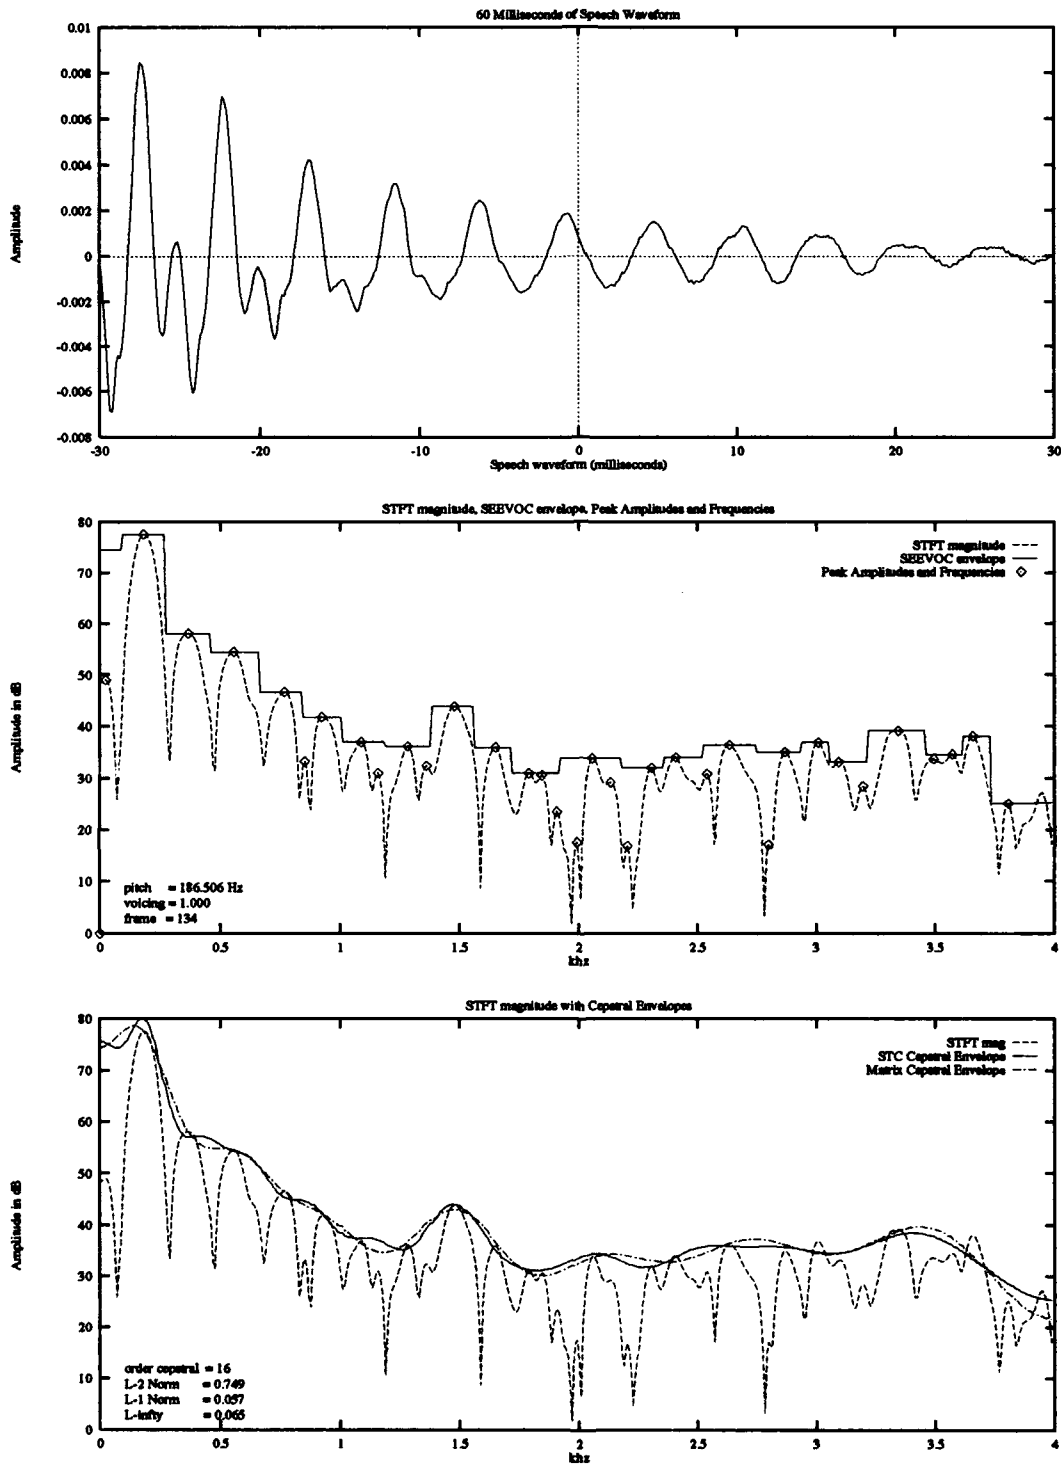 60 Milliseconds of Speech Waveform
0.01
0.008
0.006
0.004
0.002
0
-0.002
-0.004
-0.006
-0.008
Amplitude
-30
-20
-10
0
10
20
30
Speech waveform (milliseconds)
STFT magnitude, SEEVOC envelope, Peak Amplitudes and Frequencies
80
70
60
50
40
30
20
10
0
Amplitude in dB
STFT magnitude
SEEVOC envelope
Peak Amplitudes and Frequencies
pitch = 186.506 Hz
voicing = 1.000
frame = 134
0
0.5
1
1.5
2
2.5
3
3.5
4
khz
STFT magnitude with Cepstral Envelopes
80
70
60
50
40
30
20
10
0
Amplitude in dB
STFT mag
STC Cepstral Envelope
Matrix Cepstral Envelope
order cepstral = 16
L-2 Norm = 0.749
L-1 Norm = 0.057
L-infty = 0.065
0
0.5
1
1.5
2
2.5
3
3.5
4
khz